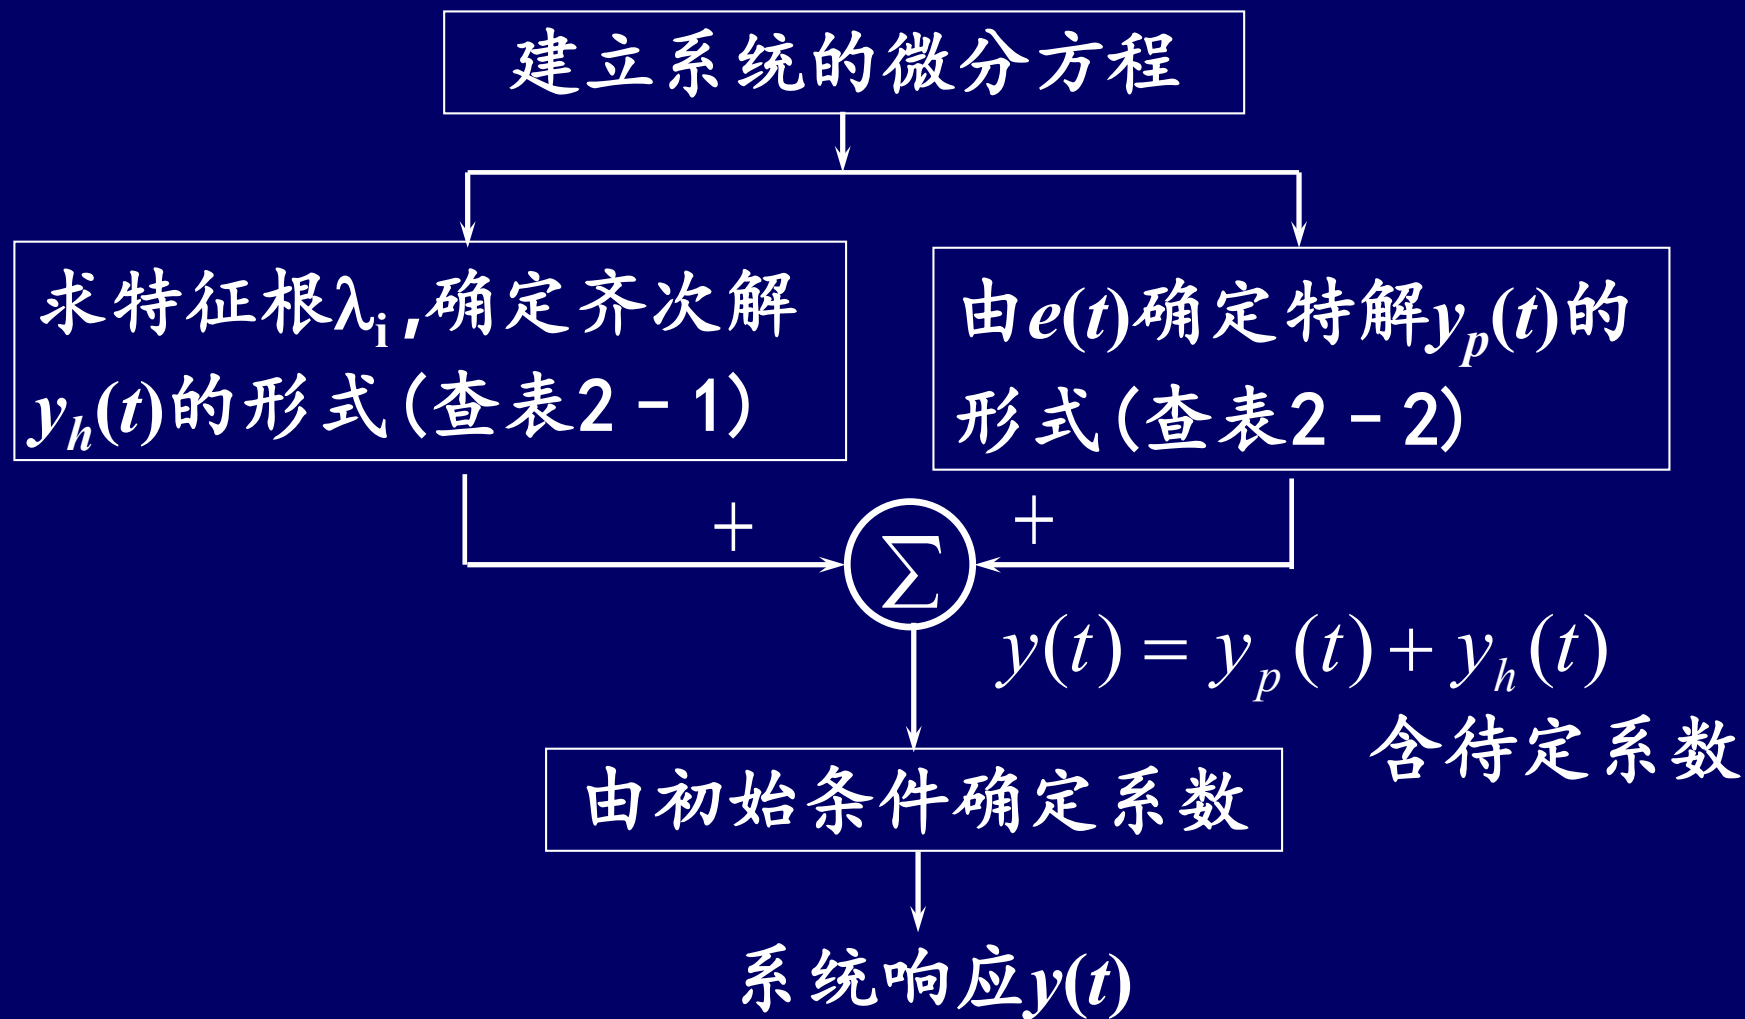 建立系统的微分方程
求特征根λi,确定齐次解
yh(t)的形式(查表2-1)
由e(t)确定特解yp(t)的
形式(查表2-2)
+
+
∑
y(t) = yp(t) + yh(t)
含待定系数
由初始条件确定系数
系统响应y(t)